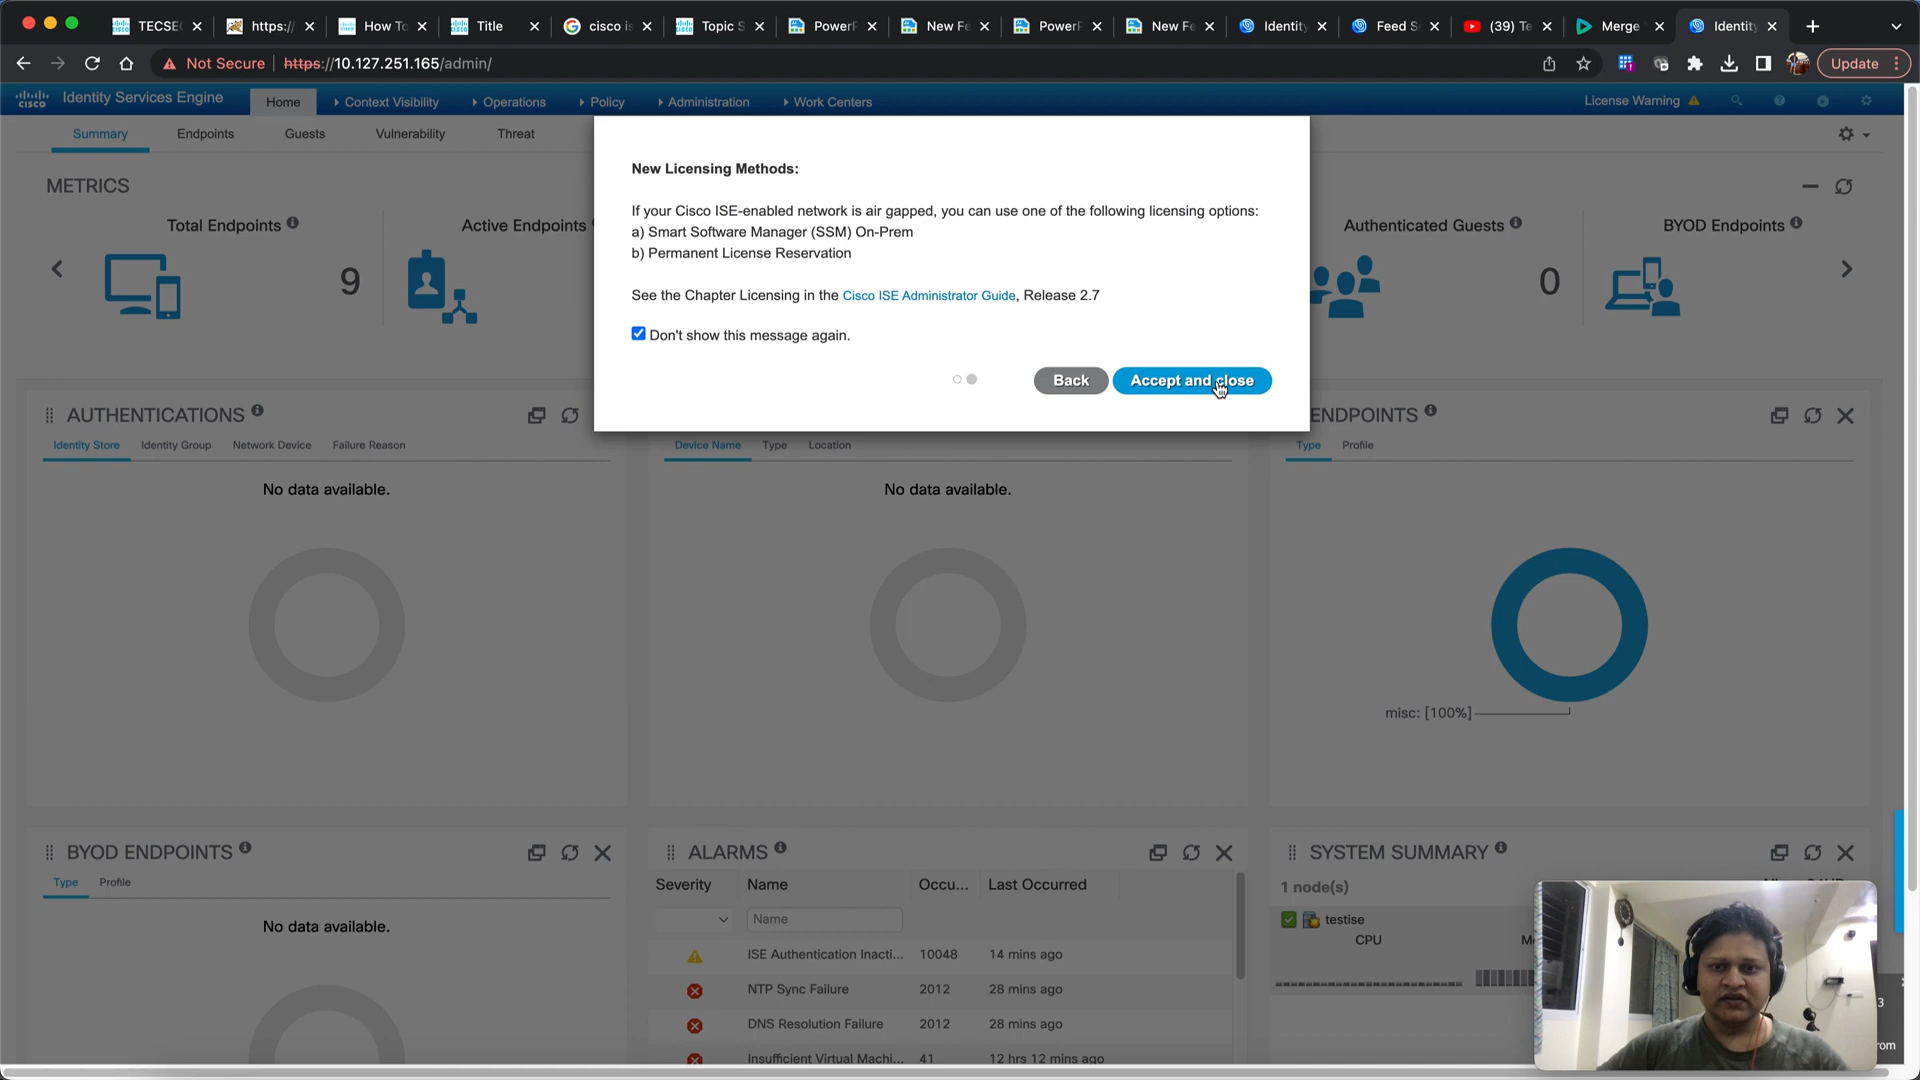 TECSEC
https:/
How To
Title
cisco is
Topic S
PowerP
New Fe
PowerP
New Fe
Identity
Feed Se
(39) Te
Merge
Identity
Not Secure
https://10.127.251.165/admin/
Update
cisco
Identity Services Engine
Home
Context Visibility
Operations
Policy
Administration
Work Centers
License Warning
Summary
Endpoints
Guests
Vulnerability
Threat
METRICS
Total Endpoints
9
Active Endpoints
Authenticated Guests
0
BYOD Endpoints
New Licensing Methods:
If your Cisco ISE-enabled network is air gapped, you can use one of the following licensing options:
a) Smart Software Manager (SSM) On-Prem
b) Permanent License Reservation
See the Chapter Licensing in the Cisco ISE Administrator Guide, Release 2.7
Don't show this message again.
Back
Accept and close
AUTHENTICATIONS
Identity Store
Identity Group
Network Device
Failure Reason
No data available.
Device Name
Type
Location
No data available.
ENDPOINTS
Type
Profile
misc: [100%]
BYOD ENDPOINTS
Type
Profile
No data available.
ALARMS
Severity
Name
Occu...
Last Occurred
Name
ISE Authentication Inacti...
10048
14 mins ago
NTP Sync Failure
2012
28 mins ago
DNS Resolution Failure
2012
28 mins ago
Insufficient Virtual Machi...
41
12 hrs 12 mins ago
SYSTEM SUMMARY
1 node(s)
testise
CPU
3
rom